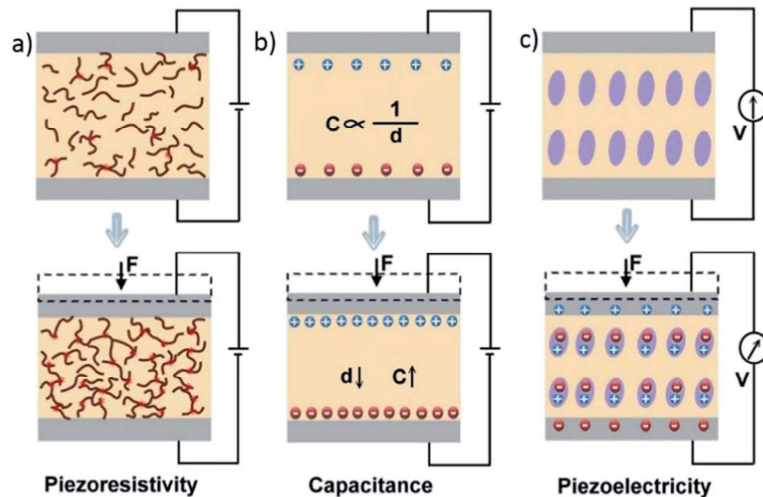 a)
b)
c)
C ∝ 1/d
V
F
F
F
d↓ C↑
V
Piezoresistivity
Capacitance
Piezoelectricity